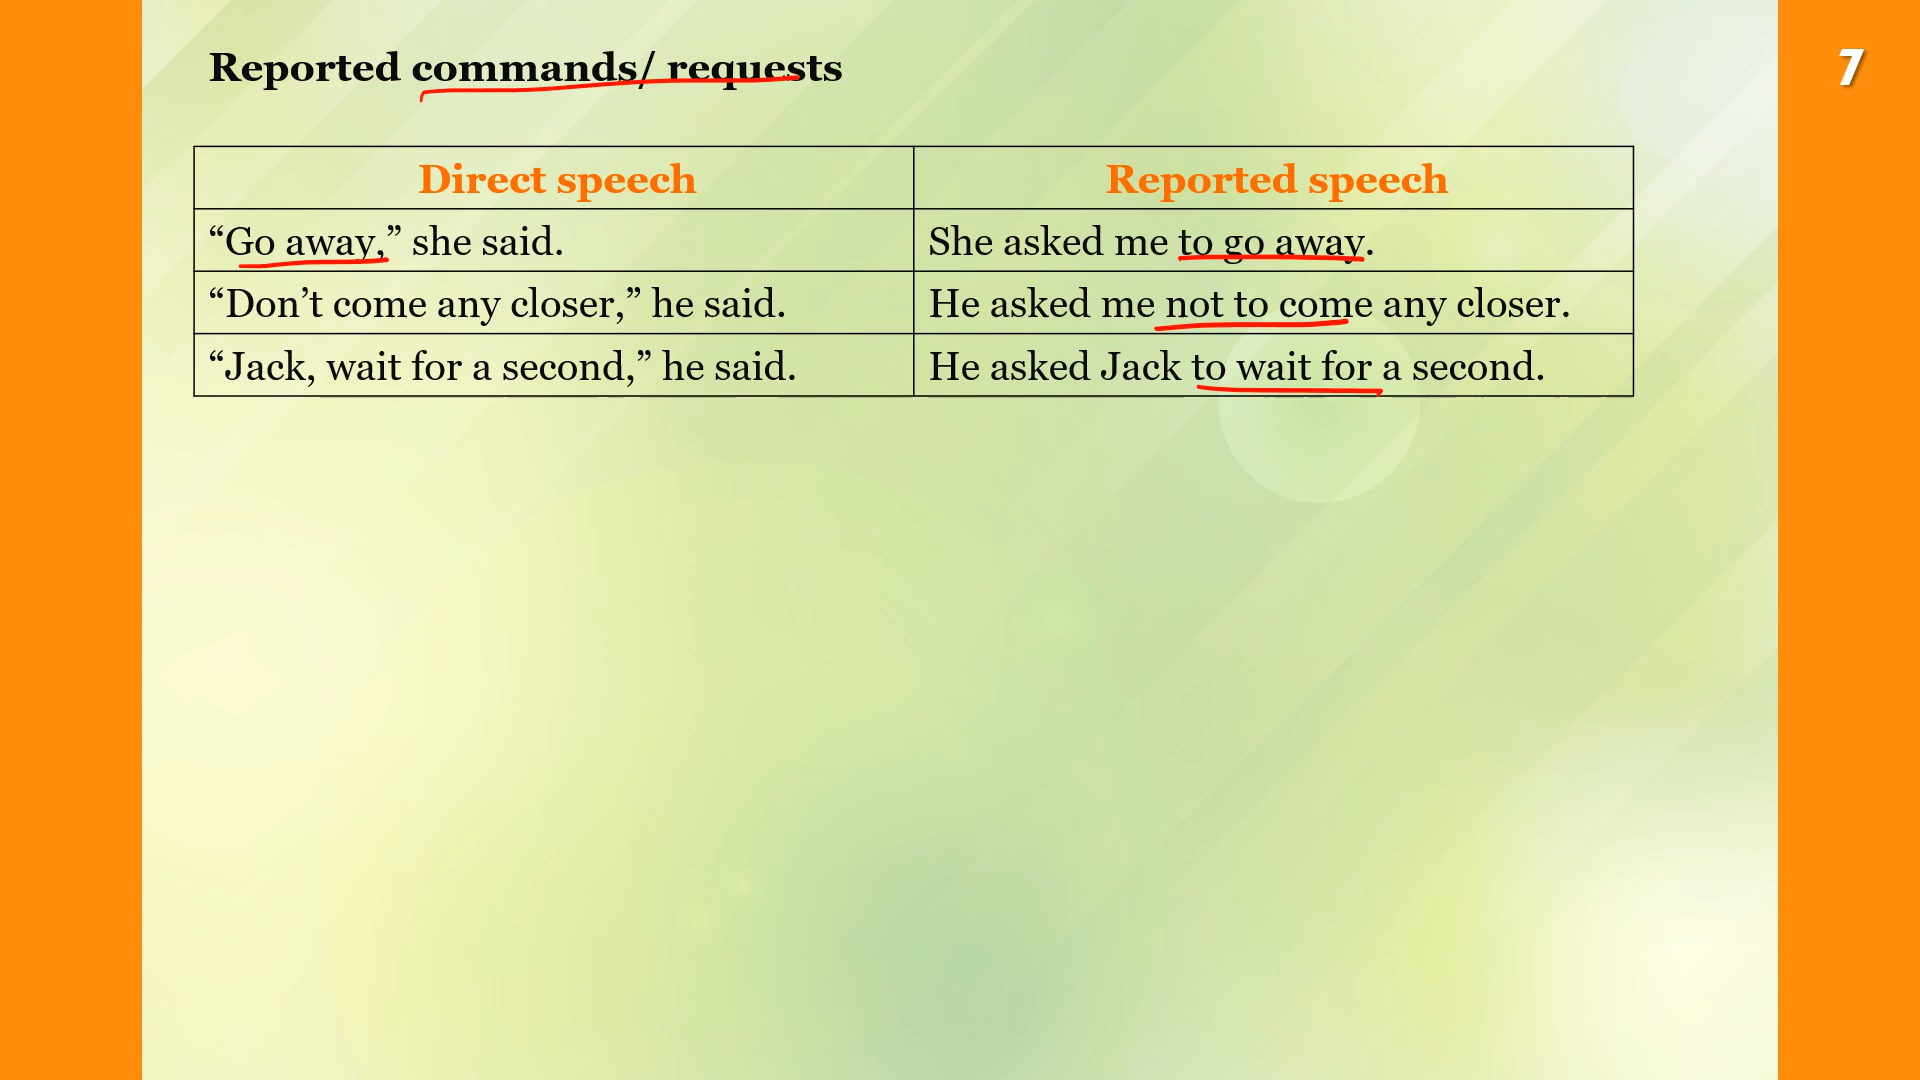 Reported commands/ requests
7
Direct speech
Reported speech
“Go away,” she said.
She asked me to go away.
“Don’t come any closer,” he said.
He asked me not to come any closer.
“Jack, wait for a second,” he said.
He asked Jack to wait for a second.